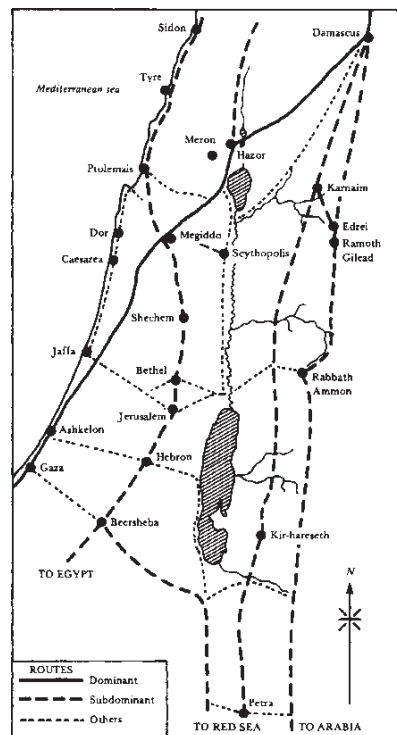 Sidon
Damascus
Tyre
Mediterranean sea
Meron
Hazor
Ptolemais
Karnaim
Dor
Megiddo
Edrei
Ramoth
Gilead
Scythopolis
Caesarea
Shechem
Jaffa
Bethel
Rabbath
Ammon
Jerusalem
Ashkelon
Hebron
Gaza
Beersheba
Kir-hareseth
TO EGYPT
N
ROUTES
Dominant
Subdominant
Others
Petra
TO RED SEA
TO ARABIA